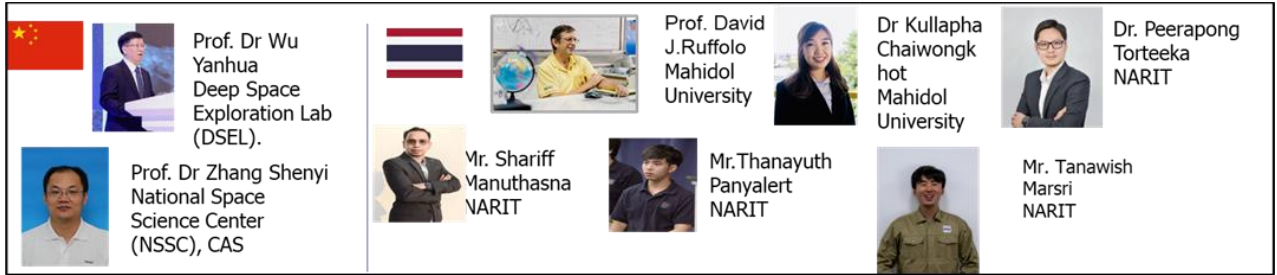 Prof. Dr Wu
Yanhua
Deep Space
Exploration Lab
(DSEL).
Prof. Dr Zhang Shenyi
National Space
Science Center
(NSSC), CAS
Prof. David
J.Ruffolo
Mahidol
University
Dr Kullapha
Chaiwongk
hot
Mahidol
University
Dr. Peerapong
Torteeka
NARIT
Mr. Shariff
Manuthasna
NARIT
Mr.Thanayuth
Panyalert
NARIT
Mr. Tanawish
Marsri
NARIT